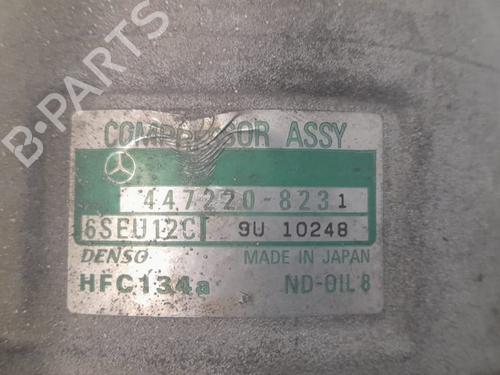 B-PARTS
COMPRESSOR ASSY
447220-8231
6SEU12C 9U 10248
DENSO MADE IN JAPAN
HFC134a ND-OIL 8